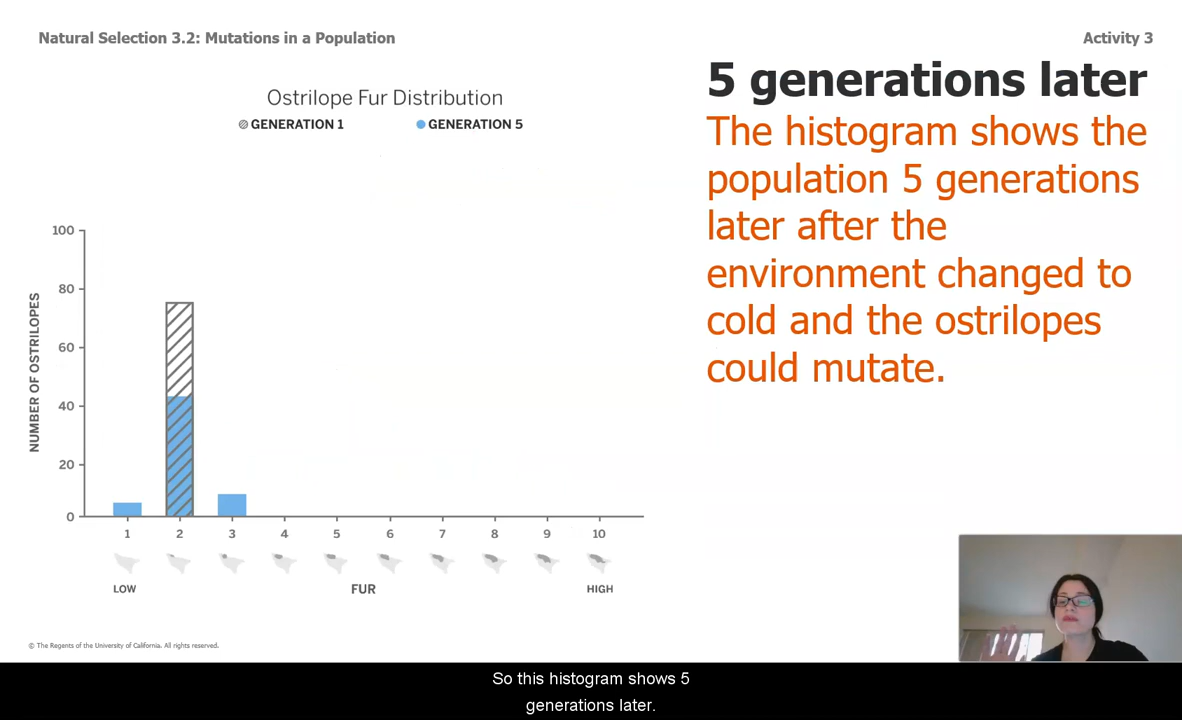 Natural Selection 3.2: Mutations in a Population
Activity 3
5 generations later
The histogram shows the
population 5 generations
later after the
environment changed to
cold and the ostrilopes
could mutate.
Ostrilope Fur Distribution
GENERATION 1
GENERATION 5
NUMBER OF OSTRILOPES
100
80
60
40
20
0
1 2 3 4 5 6 7 8 9 10
LOW
FUR
HIGH
© The Regents of the University of California. All rights reserved.
So this histogram shows 5
generations later.